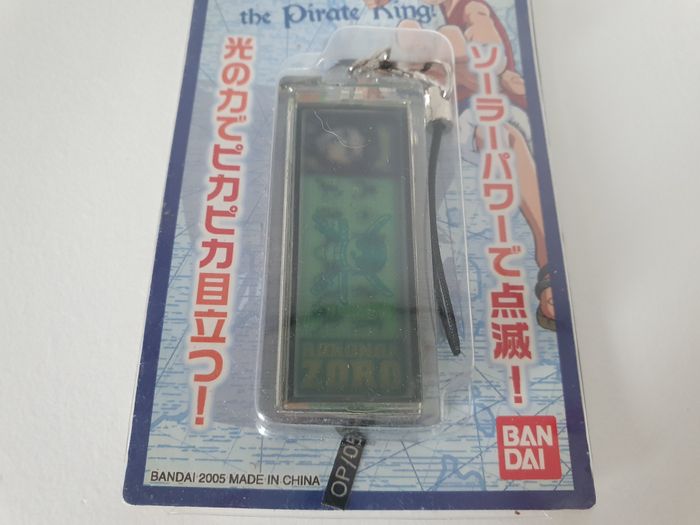 the Pirate King!
光の力でピカピカ目立つ！
ソーラーパワーで点滅！
ZORO
OP/05
BAN
DAI
BANDAI 2005 MADE IN CHINA